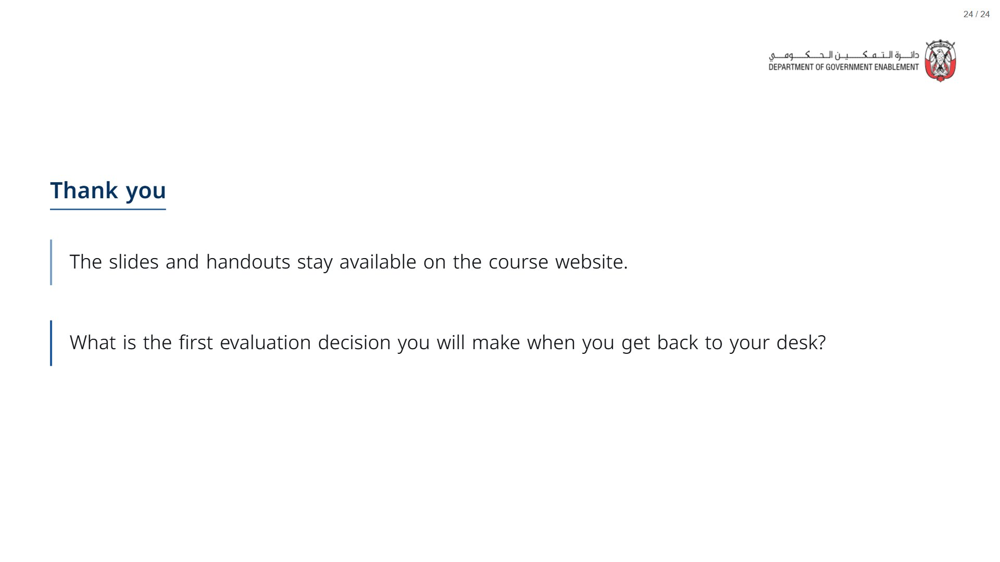 24 / 24
دائرة التمكين الحكومي
DEPARTMENT OF GOVERNMENT ENABLEMENT
Thank you
The slides and handouts stay available on the course website.
What is the first evaluation decision you will make when you get back to your desk?